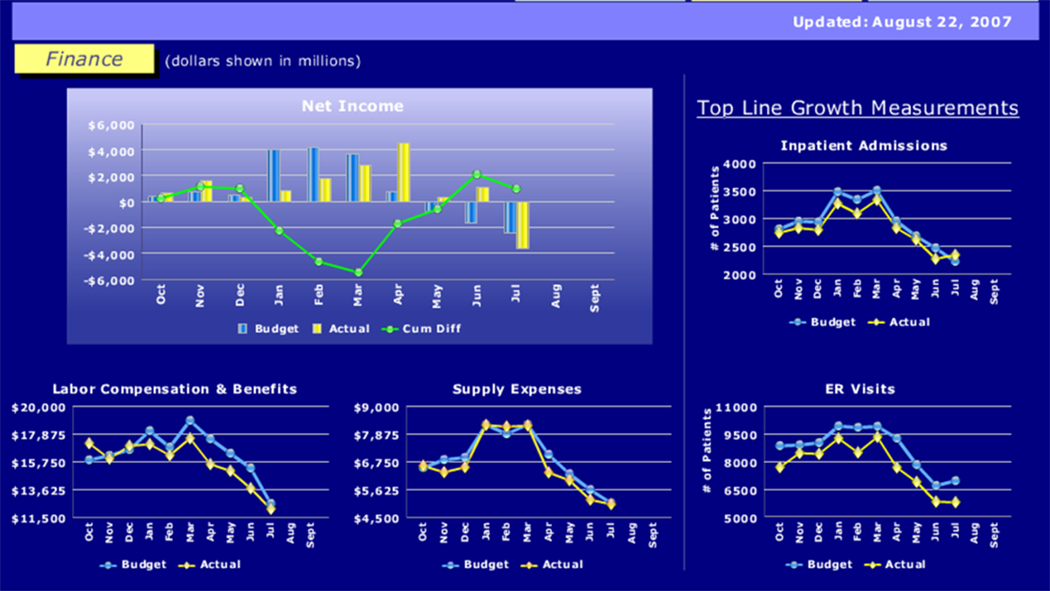 Updated: August 22, 2007
Finance (dollars shown in millions)
Net Income
$6,000
$4,000
$2,000
$0
-$2,000
-$4,000
-$6,000
Oct Nov Dec Jan Feb Mar Apr May Jun Jul Aug Sept
Budget Actual Cum Diff
Top Line Growth Measurements
Inpatient Admissions
# of Patients
4000
3500
3000
2500
2000
Oct Nov Dec Jan Feb Mar Apr May Jun Jul Aug Sept
Budget Actual
Labor Compensation & Benefits
$20,000
$17,875
$15,750
$13,625
$11,500
Oct Nov Dec Jan Feb Mar Apr May Jun Jul Aug Sept
Budget Actual
Supply Expenses
$9,000
$7,875
$6,750
$5,625
$4,500
Oct Nov Dec Jan Feb Mar Apr May Jun Jul Aug Sept
Budget Actual
ER Visits
# of Patients
11000
9500
8000
6500
5000
Oct Nov Dec Jan Feb Mar Apr May Jun Jul Aug Sept
Budget Actual